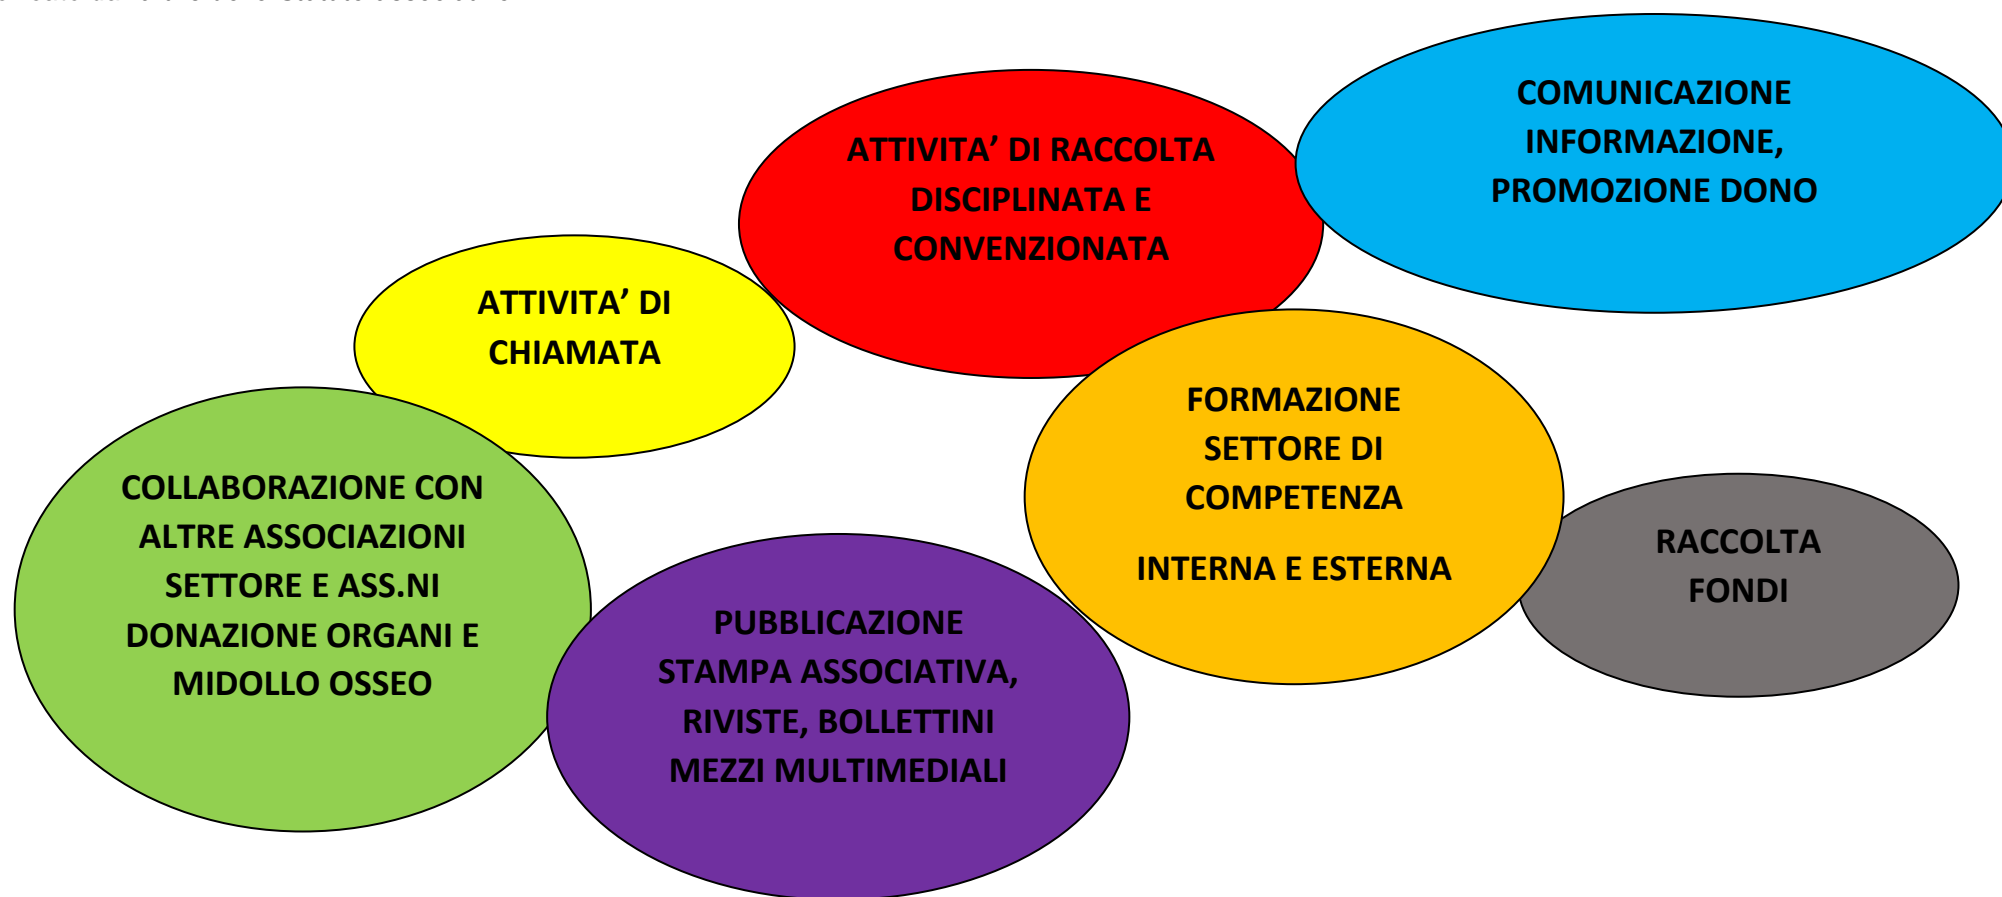 COMUNICAZIONE
INFORMAZIONE,
PROMOZIONE DONO
ATTIVITA’ DI RACCOLTA
DISCIPLINATA E
CONVENZIONATA
ATTIVITA’ DI
CHIAMATA
FORMAZIONE
SETTORE DI
COMPETENZA
INTERNA E ESTERNA
COLLABORAZIONE CON
ALTRE ASSOCIAZIONI
SETTORE E ASS.NI
DONAZIONE ORGANI E
MIDOLLO OSSEO
RACCOLTA
FONDI
PUBBLICAZIONE
STAMPA ASSOCIATIVA,
RIVISTE, BOLLETTINI
MEZZI MULTIMEDIALI